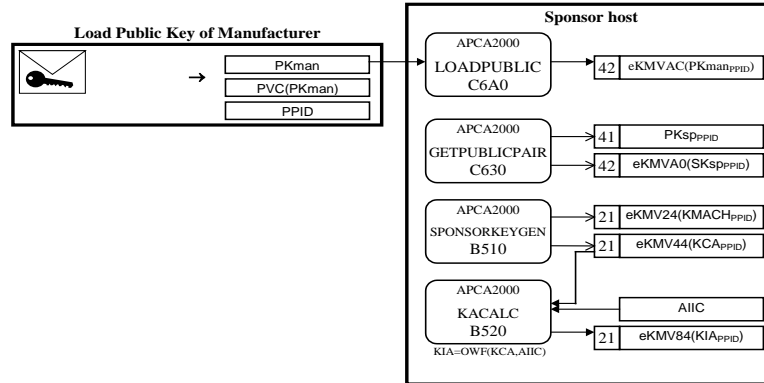 Load Public Key of Manufacturer
PKman
PVC(PKman)
PPID
Sponsor host
APCA2000
LOADPUBLIC
C6A0
42 eKMVAC(PKmanPPID)
APCA2000
GETPUBLICPAIR
C630
41 PKspPPID
42 eKMVA0(SKspPPID)
APCA2000
SPONSORKEYGEN
B510
21 eKMV24(KMACHPPID)
21 eKMV44(KCAPPID)
APCA2000
KACALC
B520
AIIC
21 eKMV84(KIAPPID)
KIA=OWF(KCA,AIIC)